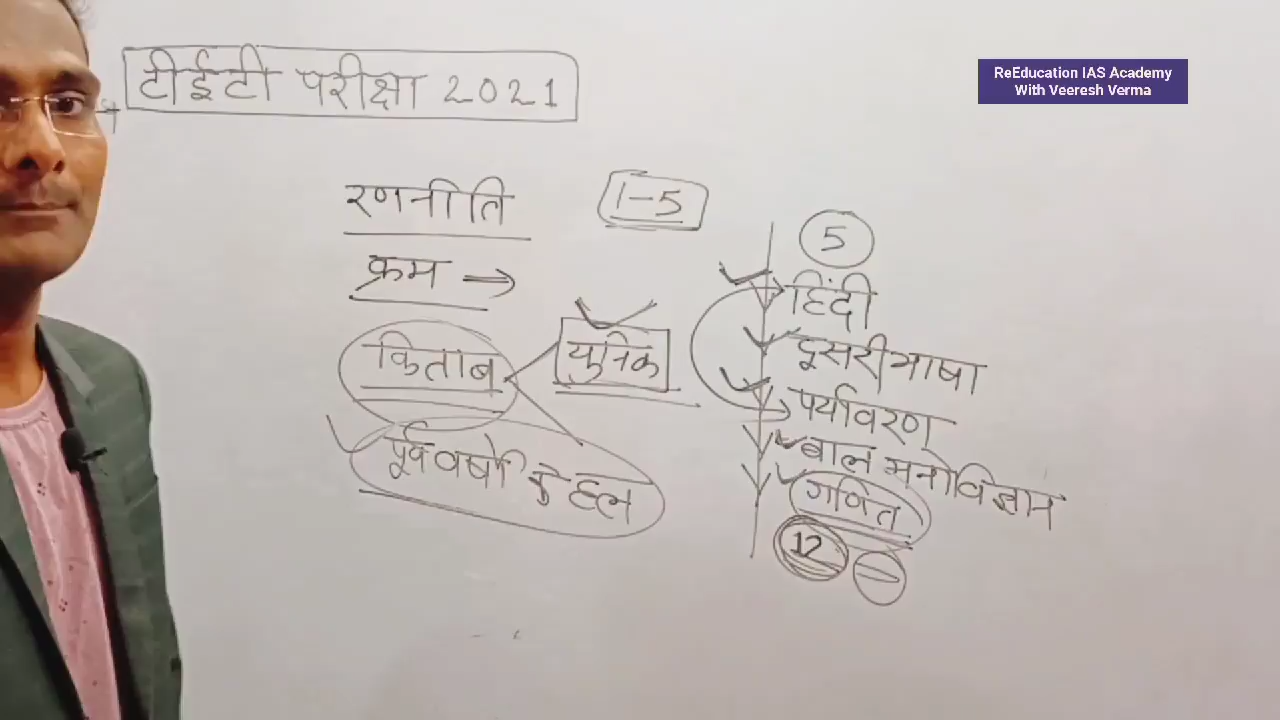 टीईटी परीक्षा 2021
ReEducation IAS Academy
With Veeresh Verma
रणनीति
1-5
क्रम →
किताब
युनिक
पूर्व वर्षो के हल
5
हिंदी
दूसरी भाषा
पर्यावरण
बाल मनोविज्ञान
गणित
12